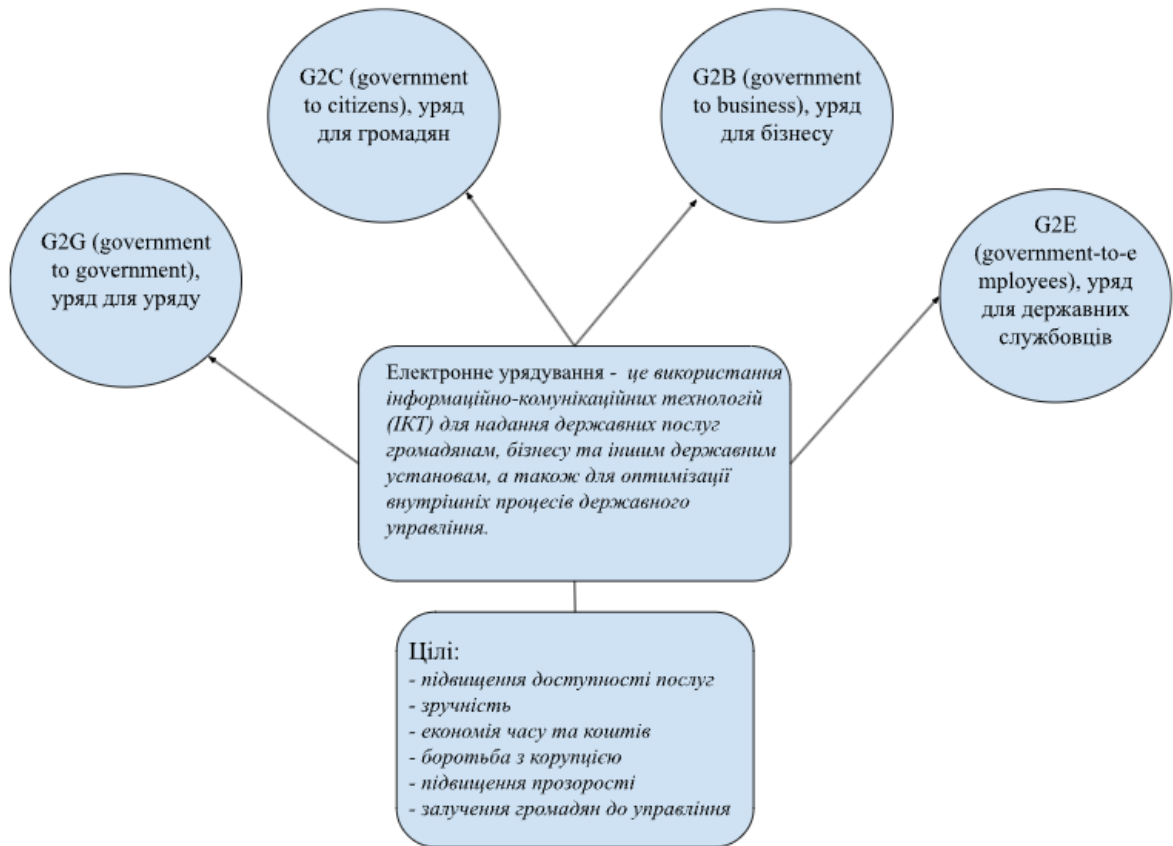 G2C (government
to citizens), уряд
для громадян
G2B (government
to business), уряд
для бізнесу
G2G (government
to government),
уряд для уряду
G2E
(government-to-e
mployees), уряд
для державних
службовців
Електронне урядування - це використання
інформаційно-комунікаційних технологій
(ІКТ) для надання державних послуг
громадянам, бізнесу та іншим державним
установам, а також для оптимізації
внутрішніх процесів державного
управління.
Цілі:
- підвищення доступності послуг
- зручність
- економія часу та коштів
- боротьба з корупцією
- підвищення прозорості
- залучення громадян до управління